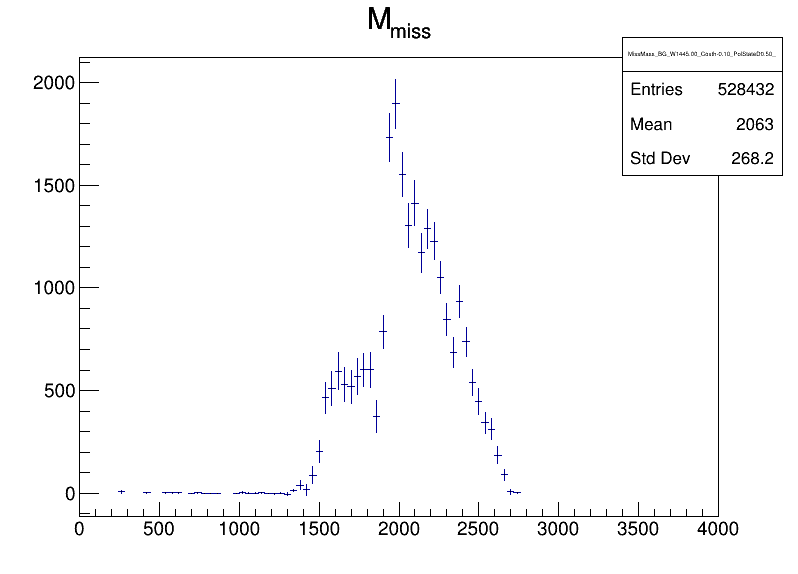 M_miss
MissMass_BG_W1445.00_Costh-0.10_PolStateD0.50_
Entries 528432
Mean 2063
Std Dev 268.2
2000
1500
1000
500
0
0 500 1000 1500 2000 2500 3000 3500 4000